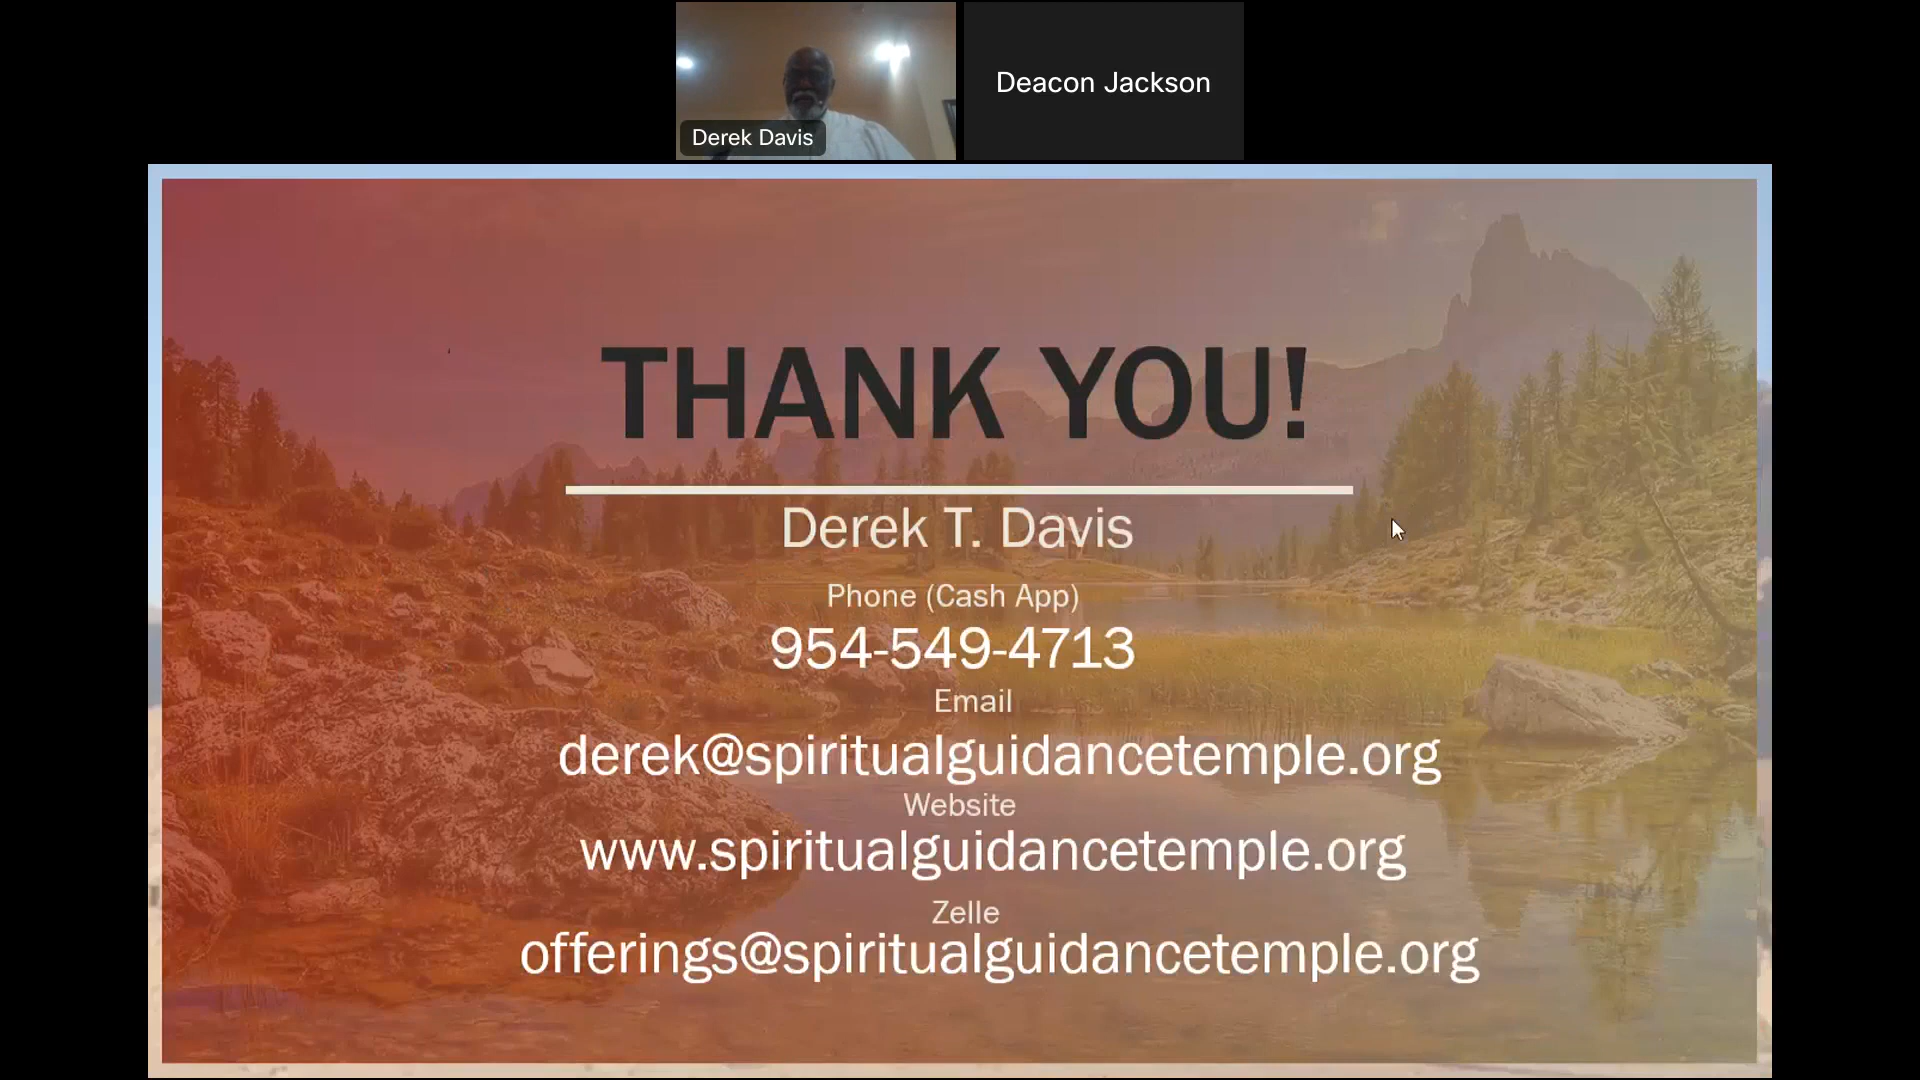 Derek Davis
Deacon Jackson
THANK YOU!
Derek T. Davis
Phone (Cash App)
954-549-4713
Email
derek@spiritualguidancetemple.org
Website
www.spiritualguidancetemple.org
Zelle
offerings@spiritualguidancetemple.org